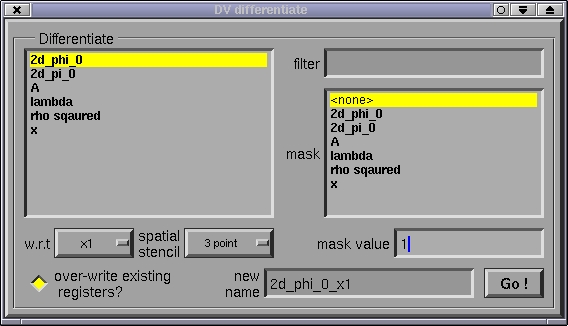 DV differentiate
Differentiate
2d_phi_0
2d_pi_0
A
lambda
rho sqaured
x
filter
mask
<none>
2d_phi_0
2d_pi_0
A
lambda
rho sqaured
x
w.r.t
x1
spatial
stencil
3 point
mask value
1
over-write existing
registers?
new
name
2d_phi_0_x1
Go !